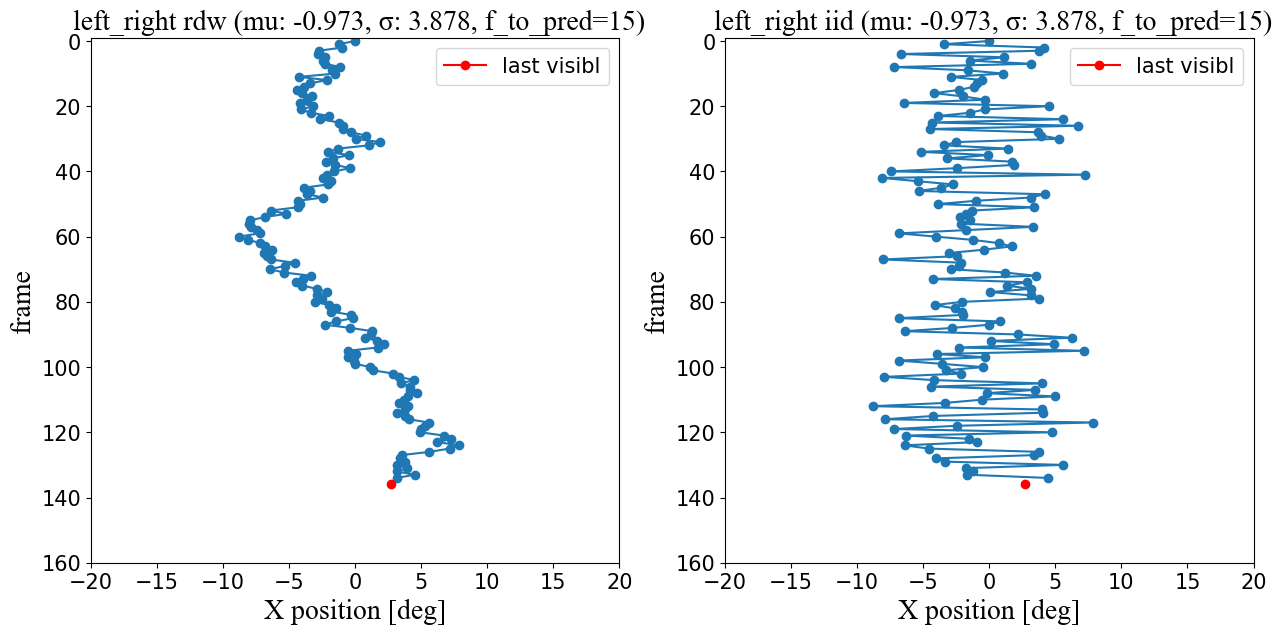 left_right rdw (mu: -0.973, σ: 3.878, f_to_pred=15)
last visibl
0
20
40
60
80
100
120
140
160
frame
−20 −15 −10 −5 0 5 10 15 20
X position [deg]
left_right iid (mu: -0.973, σ: 3.878, f_to_pred=15)
last visibl
0
20
40
60
80
100
120
140
160
frame
−20 −15 −10 −5 0 5 10 15 20
X position [deg]